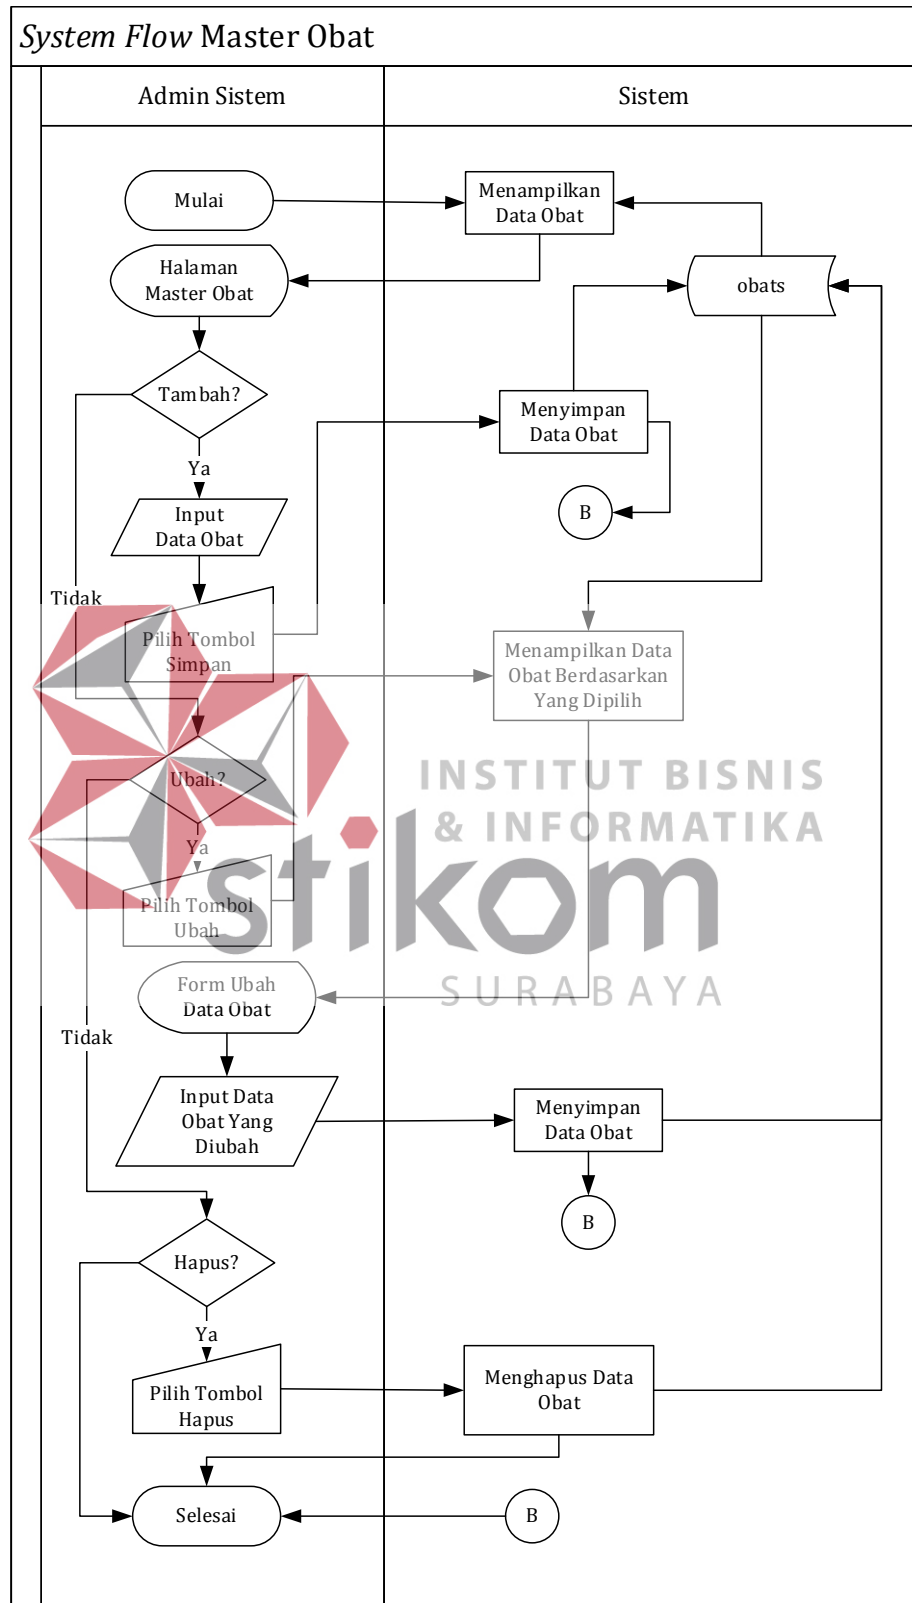 System Flow Master Obat
Admin Sistem
Sistem
Mulai
Menampilkan
Data Obat
Halaman
Master Obat
obats
Tambah?
Menyimpan
Data Obat
Ya
B
Input
Data Obat
Tidak
Pilih Tombol
Simpan
Menampilkan Data
Obat Berdasarkan
Yang Dipilih
Ubah?
INSTITUT BISNIS
& INFORMATIKA
Ya
stikom
Pilih Tombol
Ubah
SURABAYA
Form Ubah
Data Obat
Tidak
Input Data
Obat Yang
Diubah
Menyimpan
Data Obat
B
Hapus?
Ya
Pilih Tombol
Hapus
Menghapus Data
Obat
Selesai
B